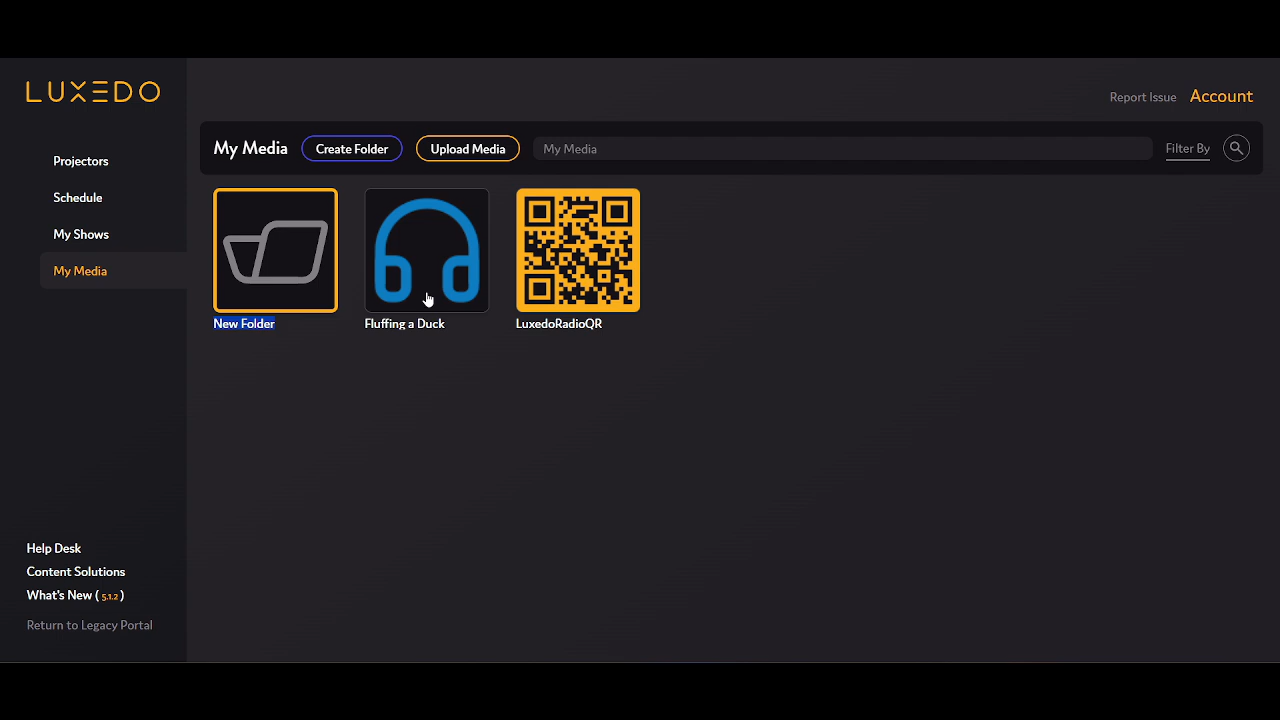 LUXEDO
Report Issue Account
Projectors
Schedule
My Shows
My Media
My Media Create Folder Upload Media My Media Filter By
New Folder
Fluffing a Duck
LuxedoRadioQR
Help Desk
Content Solutions
What's New ( 5.1.2 )
Return to Legacy Portal